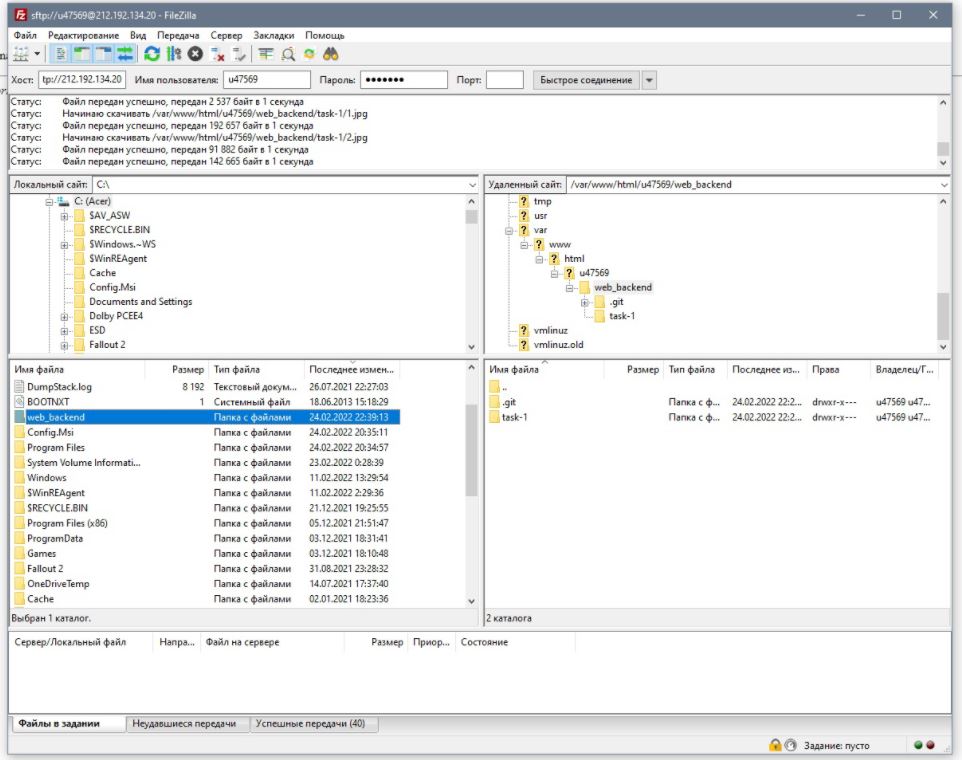 sftp://u47569@212.192.134.20 - FileZilla
Файл Редактирование Вид Передача Сервер Закладки Помощь
Хост: tp://212.192.134.20 Имя пользователя: u47569 Пароль: ●●●●●●● Порт: Быстрое соединение
Статус: Файл передан успешно, передан 2 537 байт в 1 секунда
Статус: Начинаю скачивать /var/www/html/u47569/web_backend/task-1/1.jpg
Статус: Файл передан успешно, передан 192 657 байт в 1 секунда
Статус: Начинаю скачивать /var/www/html/u47569/web_backend/task-1/2.jpg
Статус: Файл передан успешно, передан 91 882 байт в 1 секунда
Статус: Файл передан успешно, передан 142 665 байт в 1 секунда
Локальный сайт: C:\
C: (Acer)
$AV_ASW
$RECYCLE.BIN
$Windows.~WS
$WinREAgent
Cache
Config.Msi
Documents and Settings
Dolby PCEE4
ESD
Fallout 2
Удаленный сайт: /var/www/html/u47569/web_backend
tmp
usr
var
www
html
u47569
web_backend
.git
task-1
vmlinuz
vmlinuz.old
Имя файла Размер Тип файла Последнее измен...
DumpStack.log 8 192 Текстовый докум... 26.07.2021 22:27:03
BOOTNXT 1 Системный файл 18.06.2013 15:18:29
web_backend Папка с файлами 24.02.2022 22:39:13
Config.Msi Папка с файлами 24.02.2022 20:35:11
Program Files Папка с файлами 24.02.2022 20:34:57
System Volume Informati... Папка с файлами 23.02.2022 0:28:39
Windows Папка с файлами 11.02.2022 13:29:54
$WinREAgent Папка с файлами 11.02.2022 2:29:36
$RECYCLE.BIN Папка с файлами 21.12.2021 19:25:55
Program Files (x86) Папка с файлами 05.12.2021 21:51:47
ProgramData Папка с файлами 03.12.2021 18:31:41
Games Папка с файлами 03.12.2021 18:10:48
Fallout 2 Папка с файлами 31.08.2021 23:28:32
OneDriveTemp Папка с файлами 14.07.2021 17:37:40
Cache Папка с файлами 02.01.2021 18:23:36
Выбран 1 каталог.
Имя файла Размер Тип файла Последнее из... Права Владелец/Г...
..
.git Папка с ф... 24.02.2022 22:2... drwxr-x--- u47569 u47...
task-1 Папка с ф... 24.02.2022 22:2... drwxr-x--- u47569 u47...
2 каталога
Сервер/Локальный файл Напра... Файл на сервере Размер Приор... Состояние
Файлы в задании Неудавшиеся передачи Успешные передачи (40)
Задание: пусто